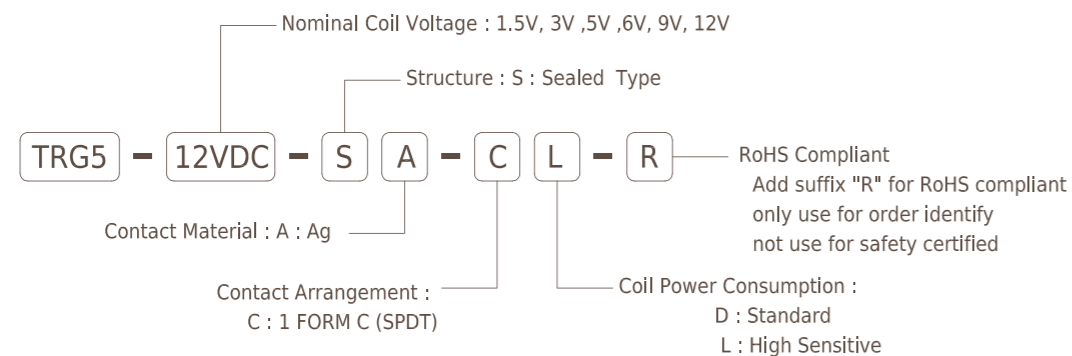 Nominal Coil Voltage : 1.5V, 3V ,5V ,6V, 9V, 12V
Structure : S : Sealed Type
TRG5 - 12VDC - S A - C L - R
RoHS Compliant
Add suffix "R" for RoHS compliant
only use for order identify
not use for safety certified
Contact Material : A : Ag
Contact Arrangement :
C : 1 FORM C (SPDT)
Coil Power Consumption :
D : Standard
L : High Sensitive